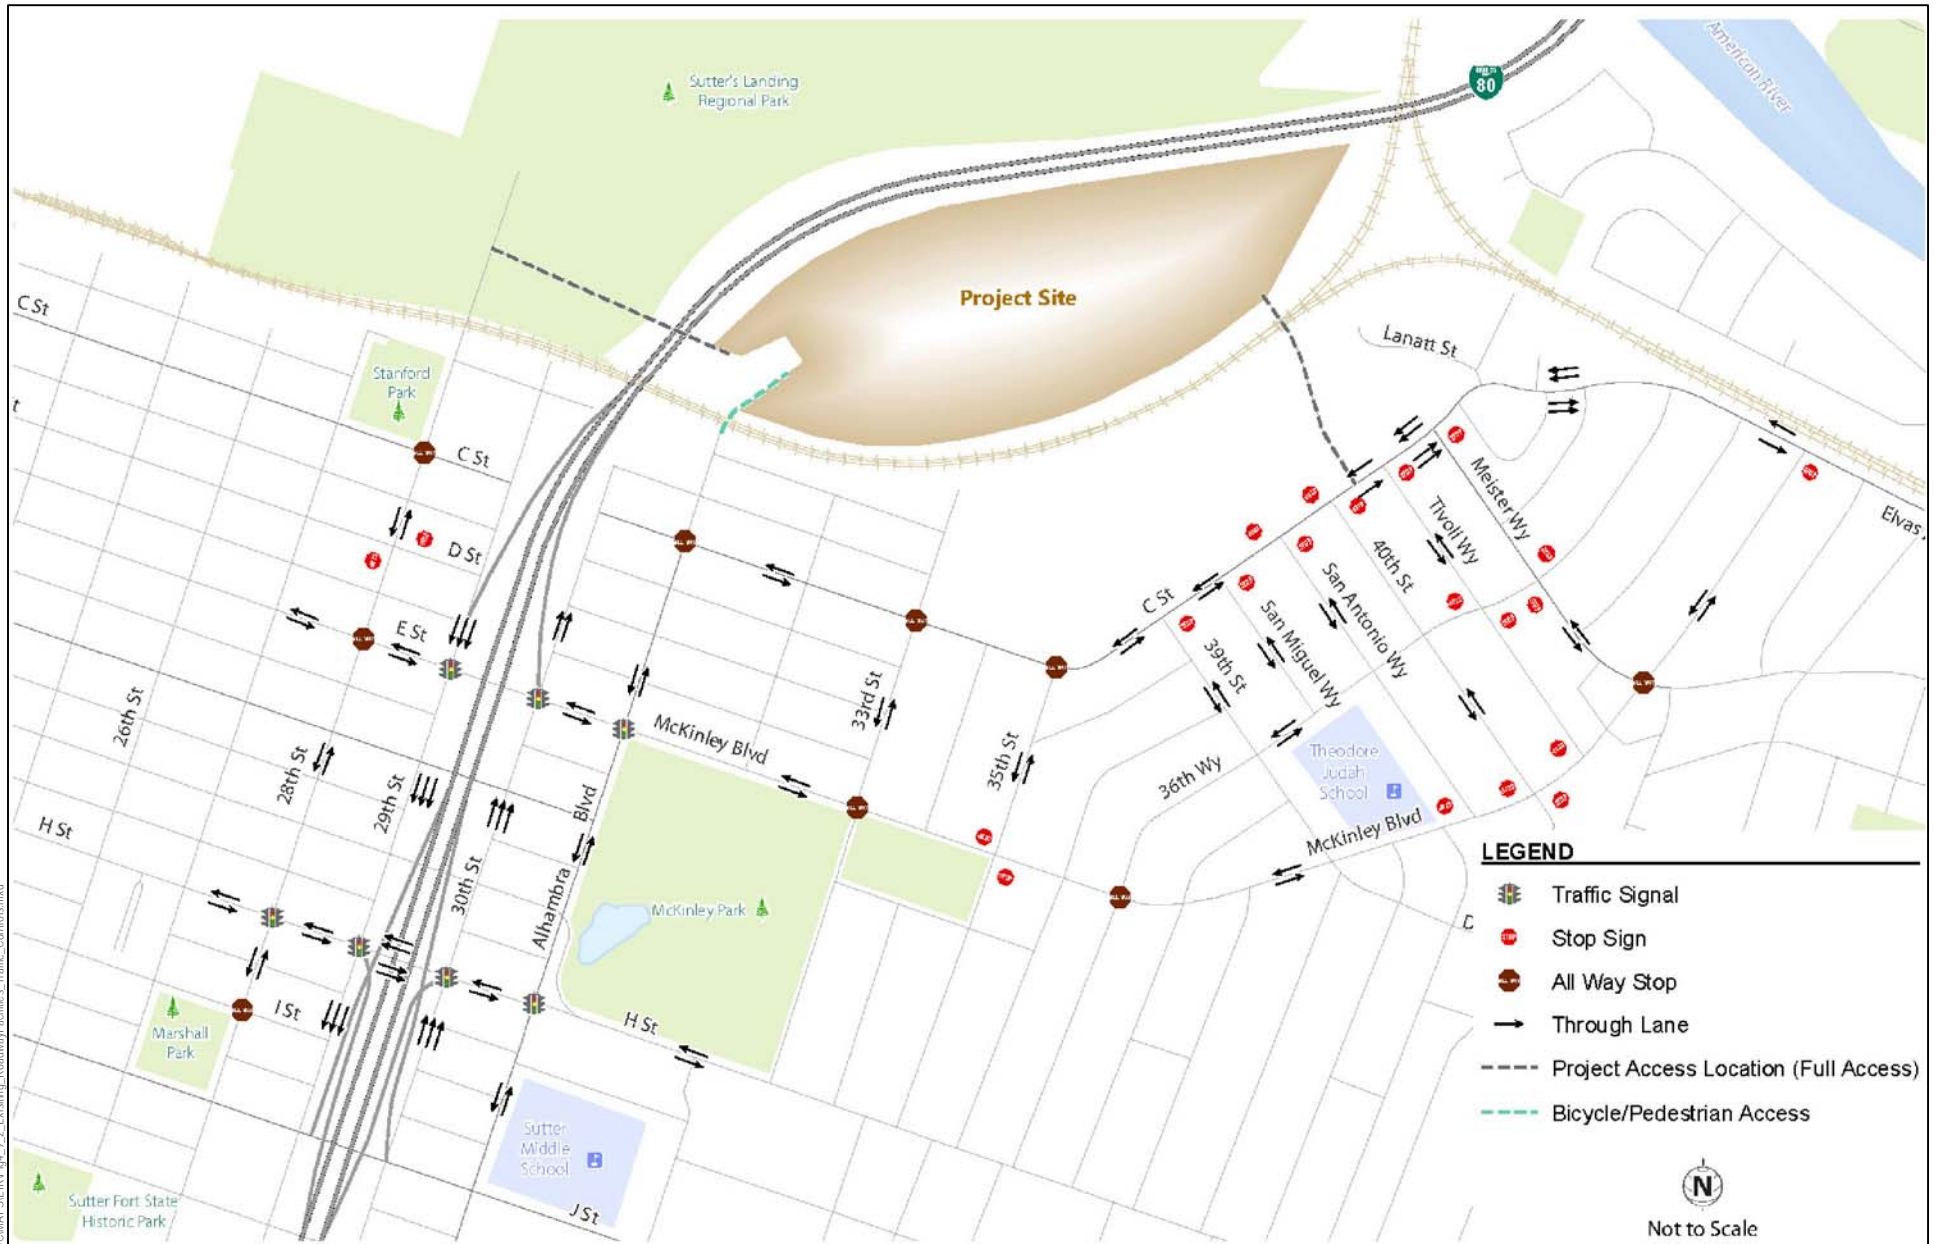 American River
80
Sutter's Landing
Regional Park
Project Site
C St
Lanatt St
Stanford
Park
t
C St
Meister Wy
Elvas
D St
Tivoli Wy
40th St
San Antonio Wy
C St
San Miguel Wy
E St
39th St
33rd St
26th St
McKinley Blvd
28th St
35th St
Theodore
Judah
School
36th Wy
29th St
Blvd
McKinley Blvd
H St
30th St
McKinley Park
Alhambra
D
I St
H St
Marshall
Park
Sutter
Middle
School
Sutter Fort State
Historic Park
J St
LEGEND
Traffic Signal
STOP
Stop Sign
All Way Stop
Through Lane
Project Access Location (Full Access)
Bicycle/Pedestrian Access
N
Not to Scale